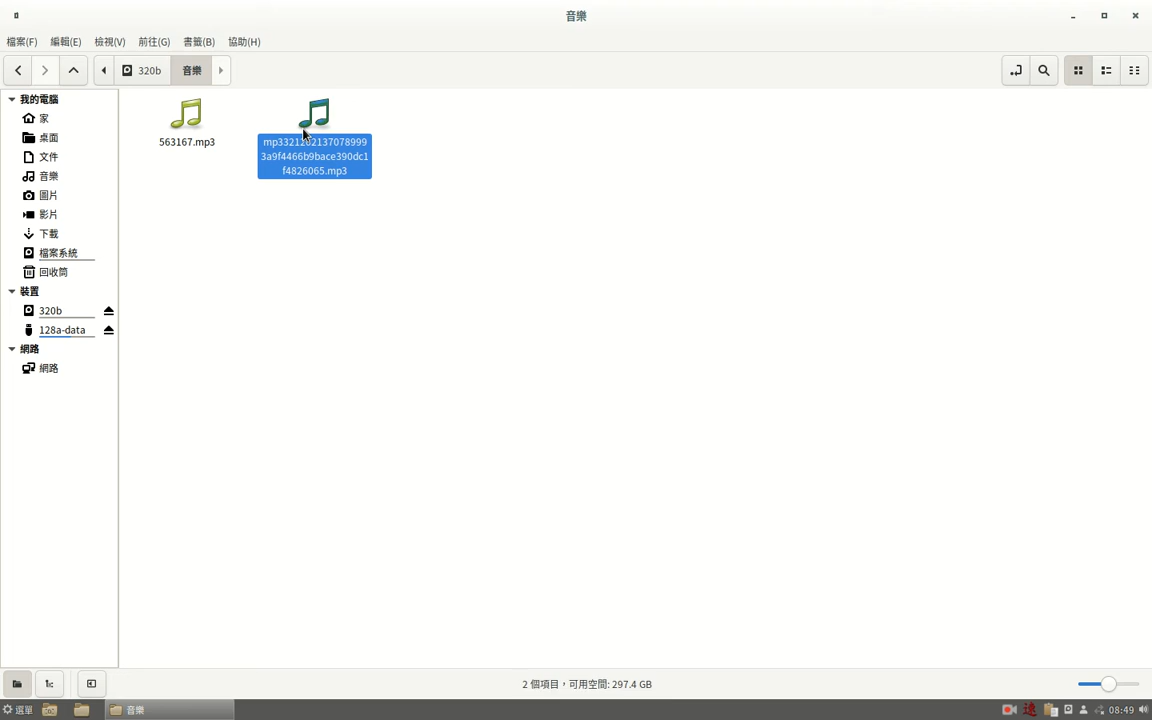 音樂
檔案(F) 編輯(E) 檢視(V) 前往(G) 書籤(B) 協助(H)
320b 音樂
我的電腦
家
桌面
文件
音樂
圖片
影片
下載
檔案系統
回收筒
裝置
320b
128a-data
網路
網路
563167.mp3
3a9f4466b9bace390dc1
f4826065.mp3
2 個項目，可用空間: 297.4 GB
選單 音樂 08:49